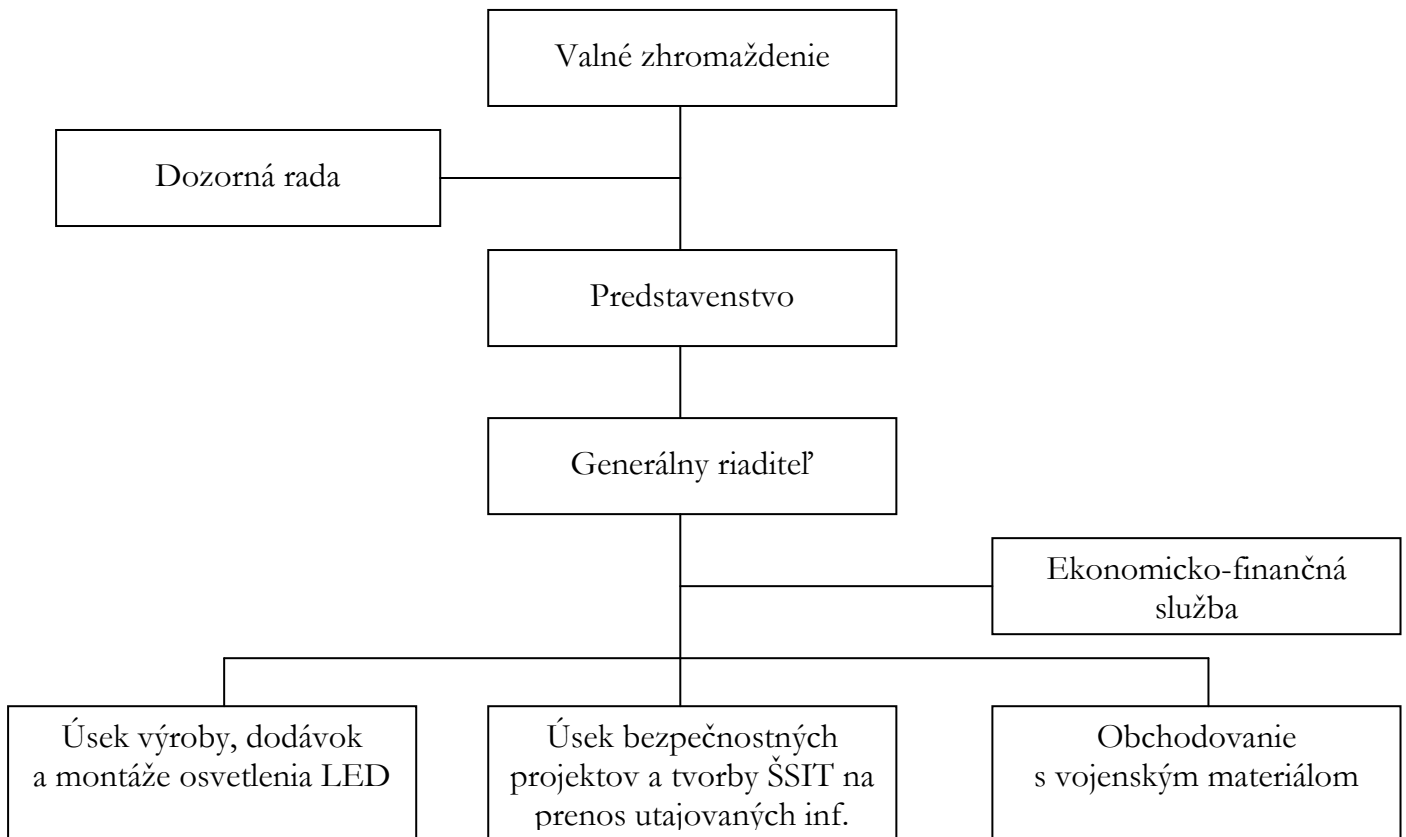 Valné zhromaždenie
Dozorná rada
Predstavenstvo
Generálny riaditeľ
Ekonomicko-finančná
služba
Úsek výroby, dodávok
a montáže osvetlenia LED
Úsek bezpečnostných
projektov a tvorby ŠSIT na
prenos utajovaných inf.
Obchodovanie
s vojenským materiálom